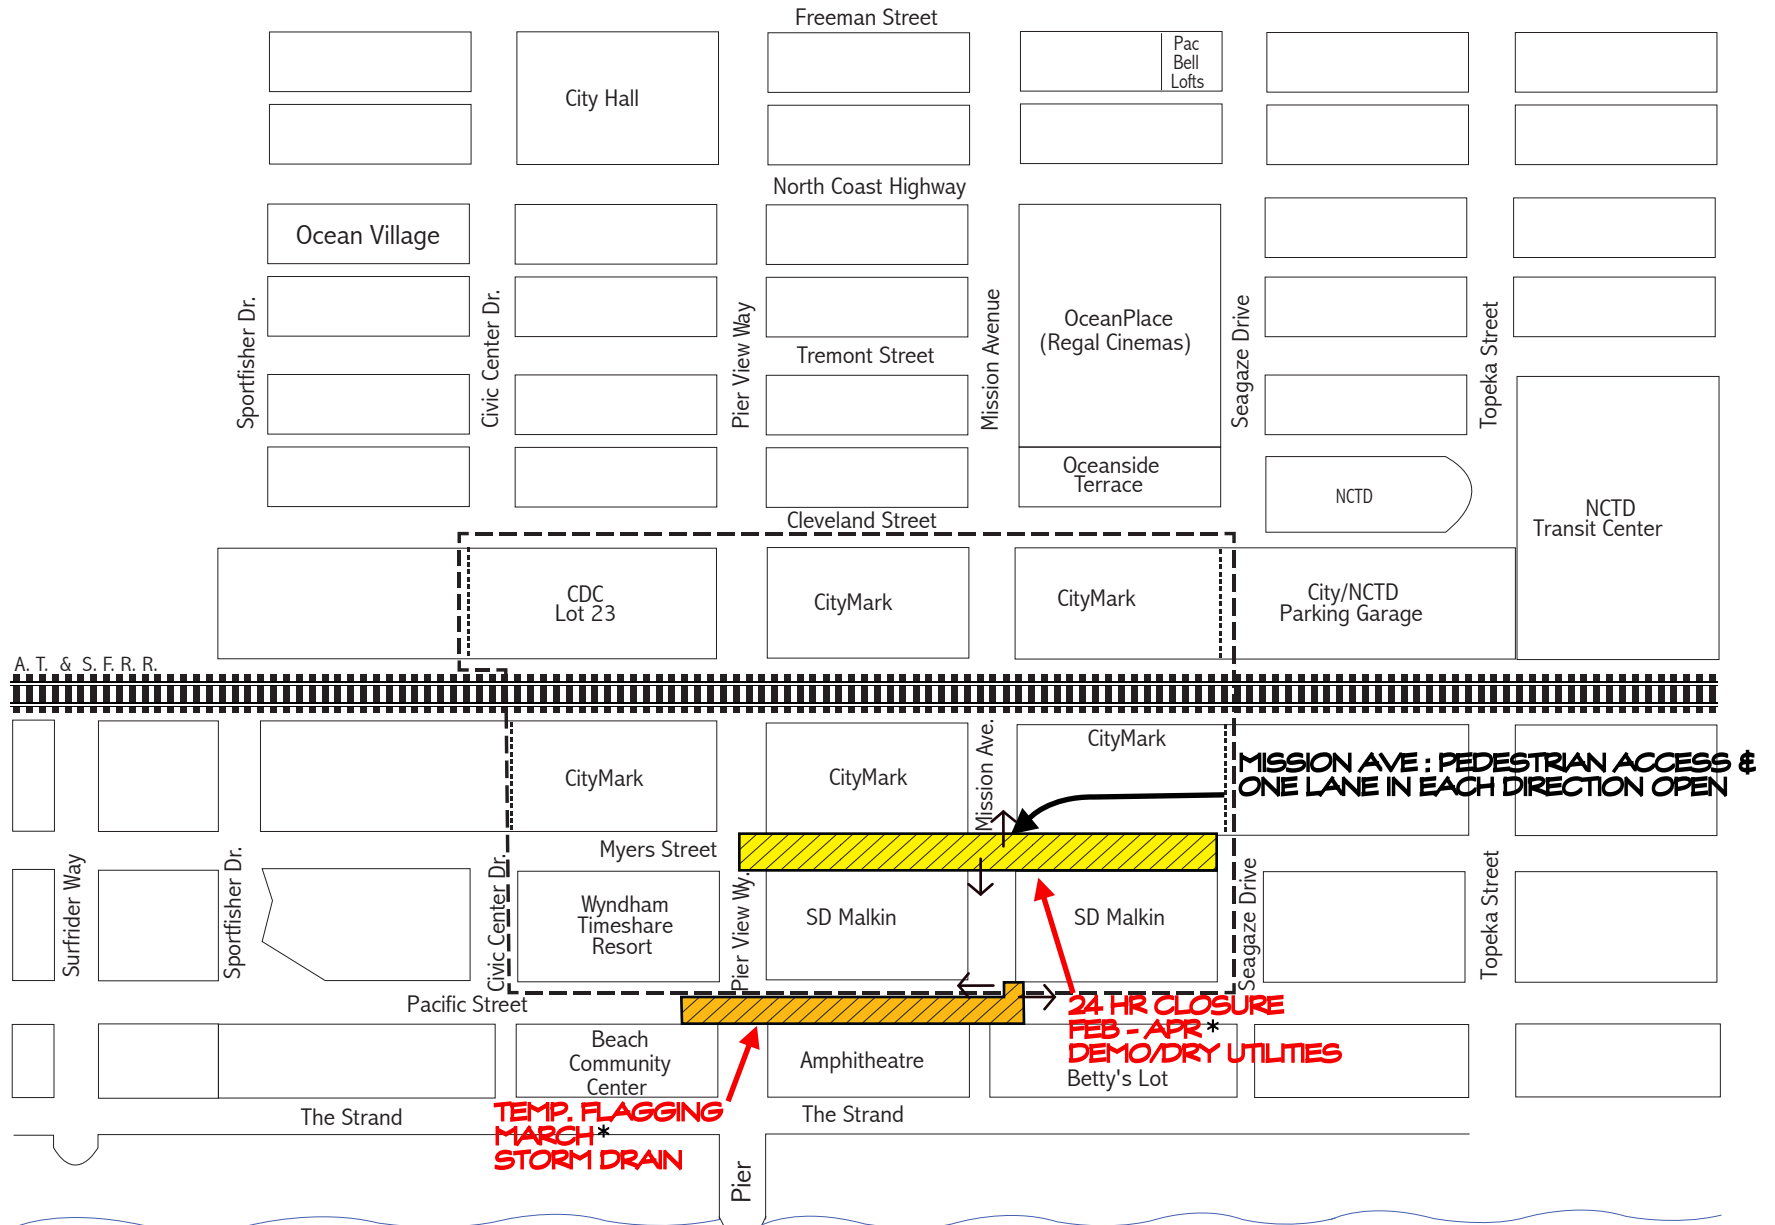 Freeman Street
Pac
Bell
Lofts
City Hall
North Coast Highway
Ocean Village
Sportfisher Dr.
Civic Center Dr.
Pier View Way
Mission Avenue
OceanPlace
(Regal Cinemas)
Seagaze Drive
Topeka Street
Tremont Street
Oceanside
Terrace
NCTD
NCTD
Transit Center
Cleveland Street
CDC
Lot 23
CityMark
CityMark
City/NCTD
Parking Garage
A. T. & S. F. R. R.
CityMark
CityMark
Mission Ave.
CityMark
MISSION AVE : PEDESTRIAN ACCESS &
ONE LANE IN EACH DIRECTION OPEN
Myers Street
Surfrider Way
Sportfisher Dr.
Civic Center Dr.
Wyndham
Timeshare
Resort
Pier View Wy.
SD Malkin
SD Malkin
Seagaze Drive
Topeka Street
Pacific Street
24 HR CLOSURE
FEB - APR *
DEMO/DRY UTILITIES
Beach
Community
Center
Amphitheatre
Betty's Lot
The Strand
TEMP. FLAGGING
MARCH *
STORM DRAIN
The Strand
Pier